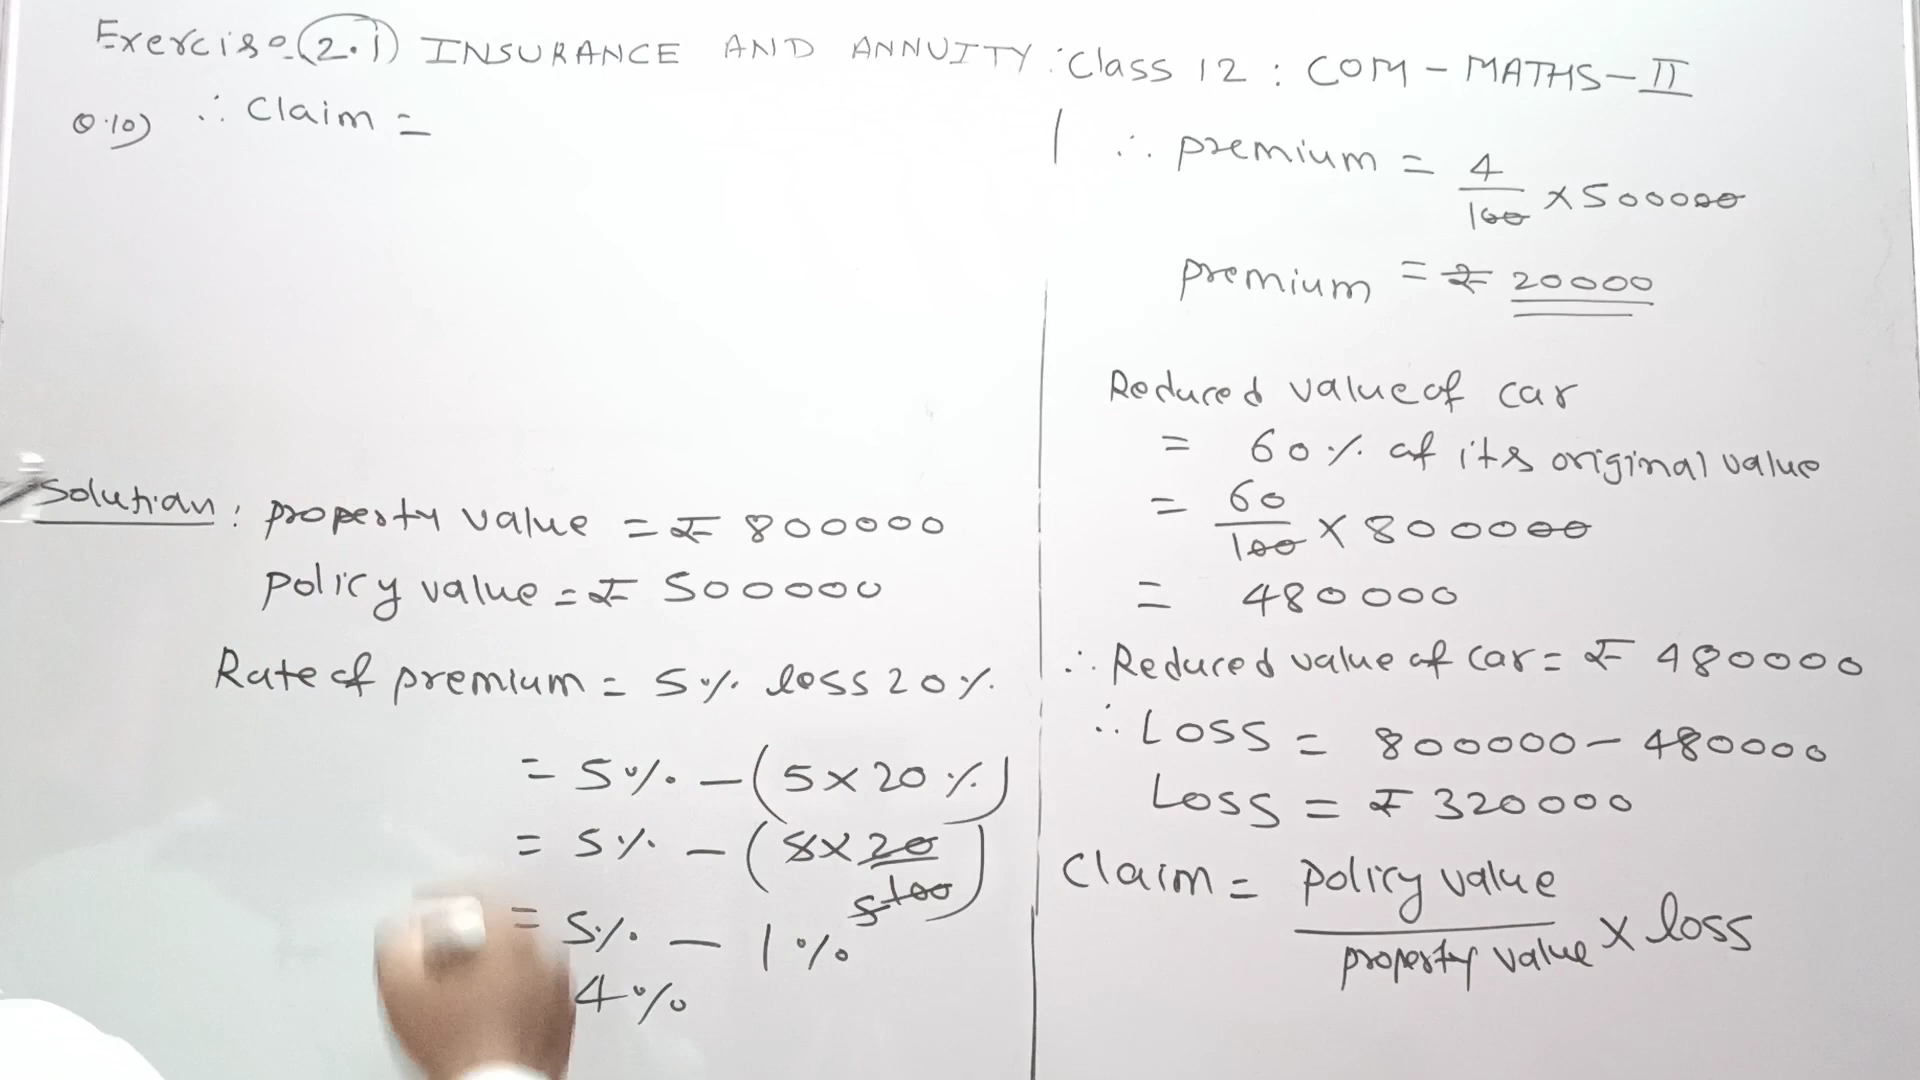 Exercise-(2.1) INSURANCE AND ANNUITY : Class 12 : COM-MATHS-II
Q.10) ∴ Claim =
Solution : property value = ₹ 800000
policy value = ₹ 500000
Rate of premium = 5% less 20%
= 5% - (5 × 20%)
= 5% - (5 × 20/100)
5
= 5% - 1%
4%
∴ premium = 4/100 × 500000
premium = ₹ 20000
Reduced value of car
= 60% of its original value
= 60/100 × 800000
= 480000
∴ Reduced value of car = ₹ 480000
∴ Loss = 800000 - 480000
Loss = ₹ 320000
Claim = policy value / property value × loss